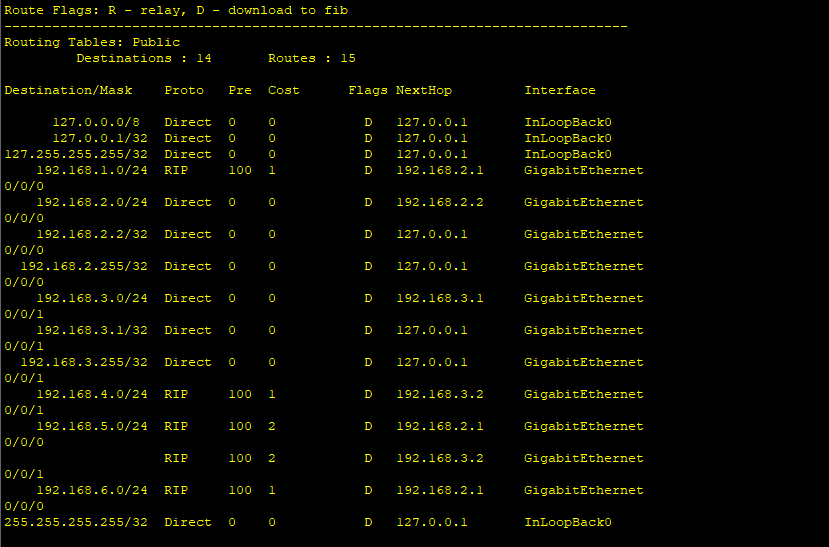 Route Flags: R - relay, D - download to fib
------------------------------------------------------------------------------
Routing Tables: Public
         Destinations : 14       Routes : 15

Destination/Mask    Proto   Pre  Cost      Flags NextHop         Interface

      127.0.0.0/8   Direct  0    0           D   127.0.0.1       InLoopBack0
      127.0.0.1/32  Direct  0    0           D   127.0.0.1       InLoopBack0
127.255.255.255/32  Direct  0    0           D   127.0.0.1       InLoopBack0
    192.168.1.0/24  RIP     100  1           D   192.168.2.1     GigabitEthernet
0/0/0
    192.168.2.0/24  Direct  0    0           D   192.168.2.2     GigabitEthernet
0/0/0
    192.168.2.2/32  Direct  0    0           D   127.0.0.1       GigabitEthernet
0/0/0
  192.168.2.255/32  Direct  0    0           D   127.0.0.1       GigabitEthernet
0/0/0
    192.168.3.0/24  Direct  0    0           D   192.168.3.1     GigabitEthernet
0/0/1
    192.168.3.1/32  Direct  0    0           D   127.0.0.1       GigabitEthernet
0/0/1
  192.168.3.255/32  Direct  0    0           D   127.0.0.1       GigabitEthernet
0/0/1
    192.168.4.0/24  RIP     100  1           D   192.168.3.2     GigabitEthernet
0/0/1
    192.168.5.0/24  RIP     100  2           D   192.168.2.1     GigabitEthernet
0/0/0
                    RIP     100  2           D   192.168.3.2     GigabitEthernet
0/0/1
    192.168.6.0/24  RIP     100  1           D   192.168.2.1     GigabitEthernet
0/0/0
255.255.255.255/32  Direct  0    0           D   127.0.0.1       InLoopBack0